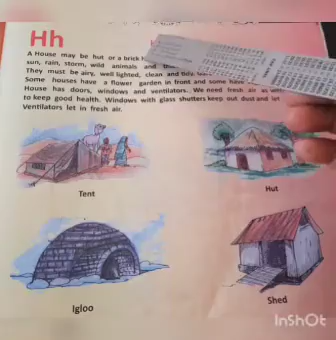 Hh
A House may be hut or a brick
sun, rain, storm, wild animals and
They must be airy, well lighted, clean and tidy.
Some houses have a flower garden in front and some have
House has doors, windows and ventilators. We need fresh air as
to keep good health. Windows with glass shutters keep out dust and let
Ventilators let in fresh air.
Tent
Hut
Igloo
Shed
InShOt